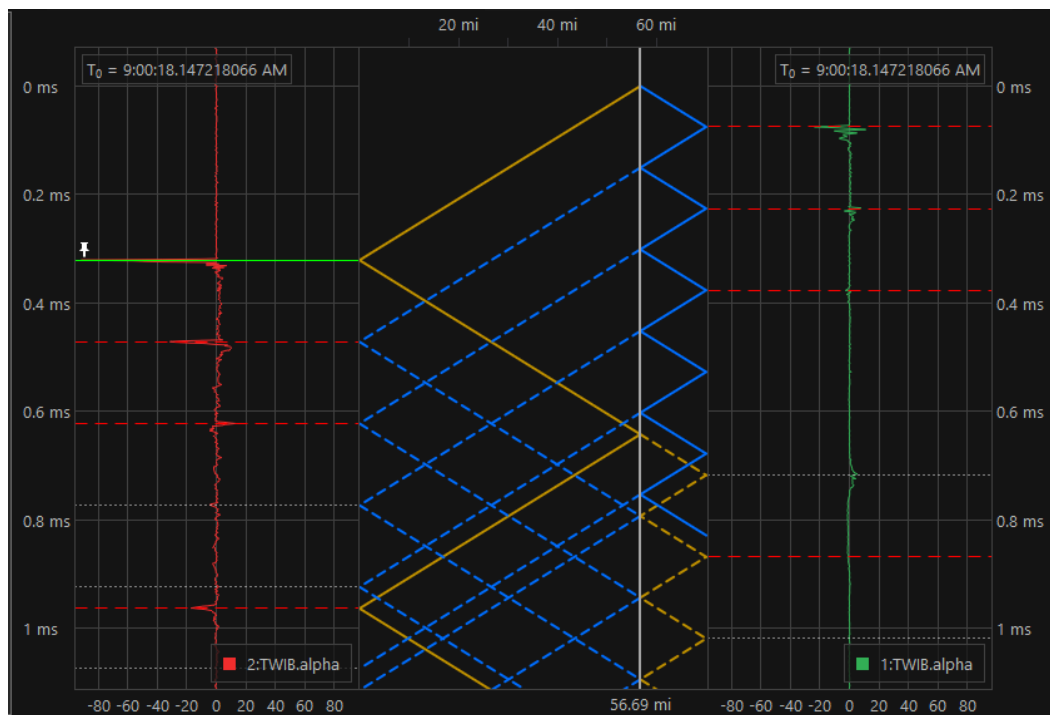 20 mi 40 mi 60 mi
T₀ = 9:00:18.147218066 AM T₀ = 9:00:18.147218066 AM
0 ms 0 ms
0.2 ms 0.2 ms
0.4 ms 0.4 ms
0.6 ms 0.6 ms
0.8 ms 0.8 ms
1 ms 1 ms
2:TWIB.alpha 1:TWIB.alpha
-80 -60 -40 -20 0 20 40 60 80 56.69 mi -80 -60 -40 -20 0 20 40 60 80